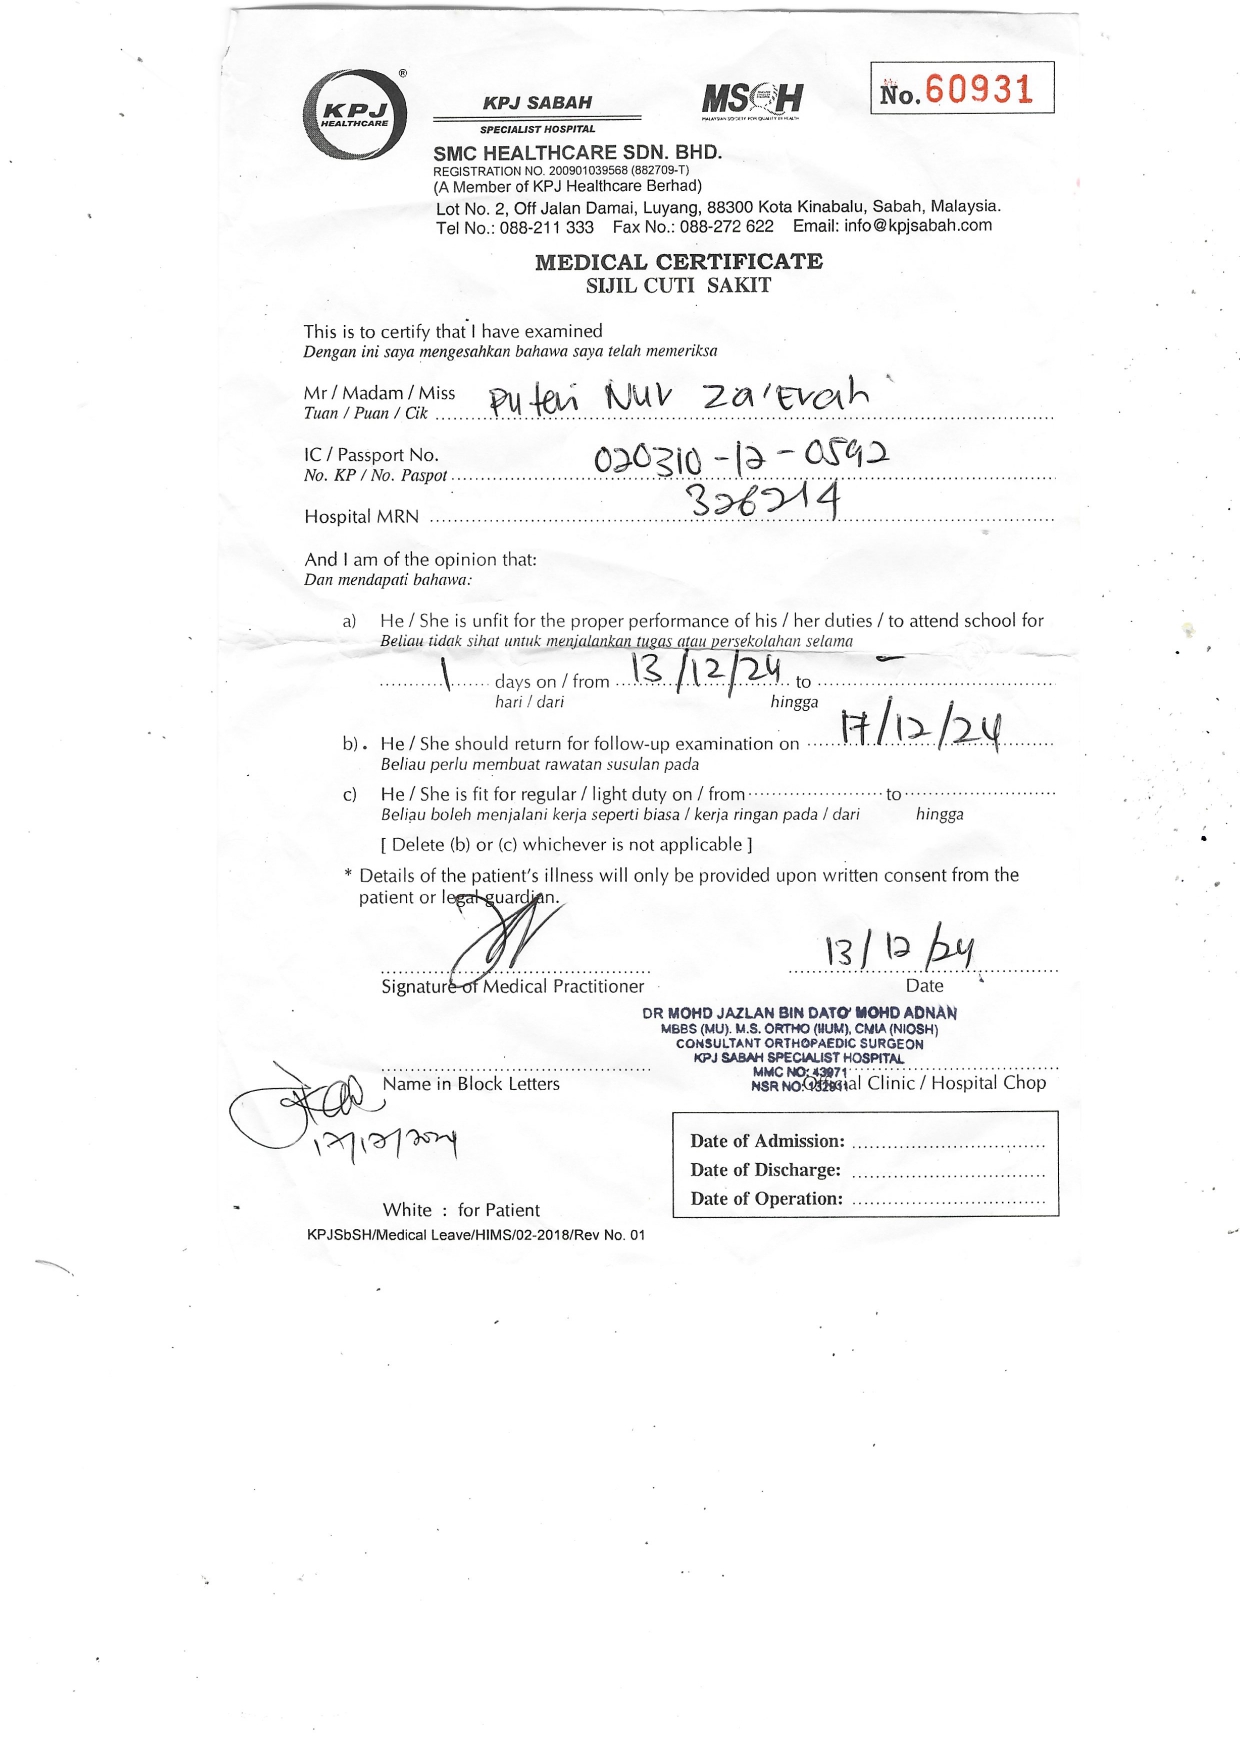 KPJ
HEALTHCARE
®
KPJ SABAH
SPECIALIST HOSPITAL
MSQH
MALAYSIAN SOCIETY FOR QUALITY IN HEALTH
No. 60931
SMC HEALTHCARE SDN. BHD.
REGISTRATION NO. 200901039568 (882709-T)
(A Member of KPJ Healthcare Berhad)
Lot No. 2, Off Jalan Damai, Luyang, 88300 Kota Kinabalu, Sabah, Malaysia.
Tel No.: 088-211 333 Fax No.: 088-272 622 Email: info@kpjsabah.com
MEDICAL CERTIFICATE
SIJIL CUTI SAKIT
This is to certify that I have examined
Dengan ini saya mengesahkan bahawa saya telah memeriksa
Mr / Madam / Miss Puteri Nur Za'Erah
Tuan / Puan / Cik
IC / Passport No. 020310-12-0592
No. KP / No. Paspot
Hospital MRN 326214
And I am of the opinion that:
Dan mendapati bahawa:
a) He / She is unfit for the proper performance of his / her duties / to attend school for
Beliau tidak sihat untuk menjalankan tugas atau persekolahan selama
1 days on / from 13/12/24 to -
hari / dari hingga
b). He / She should return for follow-up examination on 17/12/24
Beliau perlu membuat rawatan susulan pada
c) He / She is fit for regular / light duty on / from to
Beliau boleh menjalani kerja seperti biasa / kerja ringan pada / dari hingga
[ Delete (b) or (c) whichever is not applicable ]
* Details of the patient's illness will only be provided upon written consent from the
patient or legal guardian.
13/12/24
Signature of Medical Practitioner Date
DR MOHD JAZLAN BIN DATO' MOHD ADNAN
MBBS (MU). M.S. ORTHO (IIUM), CMIA (NIOSH)
CONSULTANT ORTHOPAEDIC SURGEON
KPJ SABAH SPECIALIST HOSPITAL
MMC NO: 43971
NSR NO:
Name in Block Letters Official Clinic / Hospital Chop
17/12/2024
Date of Admission:
Date of Discharge:
Date of Operation:
White : for Patient
KPJSbSH/Medical Leave/HIMS/02-2018/Rev No. 01